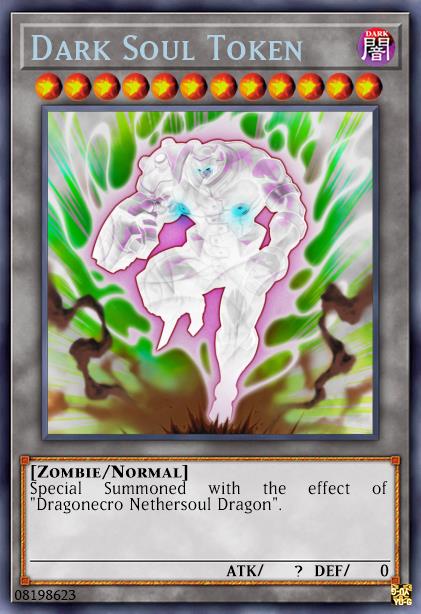 DARK SOUL TOKEN
DARK
闇
[ZOMBIE/NORMAL]
Special Summoned with the effect of
"Dragonecro Nethersoul Dragon".
ATK/ ? DEF/ 0
08198623